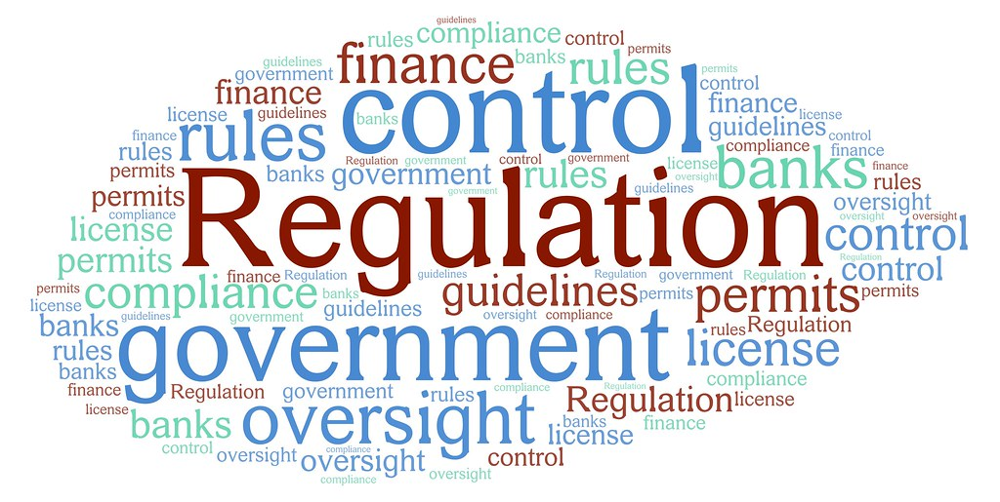 guidelines
rules compliance control
permits
guidelines finance banks rules permits
government
finance control control
finance
license guidelines banks guidelines license
finance rules control
rules compliance finance
permits banks Regulation government control government license banks finance
government rules oversight rules
permits government guidelines oversight
compliance Regulation oversight oversight
license control
permits Regulation control
finance Regulation guidelines Regulation government Regulation
permits compliance banks guidelines permits permits permits
license guidelines oversight compliance
banks guidelines government government rules Regulation
rules license
banks compliance
finance Regulation government rules compliance Regulation Regulation license
license banks oversight banks finance
license
control oversight compliance oversight control
compliance oversight